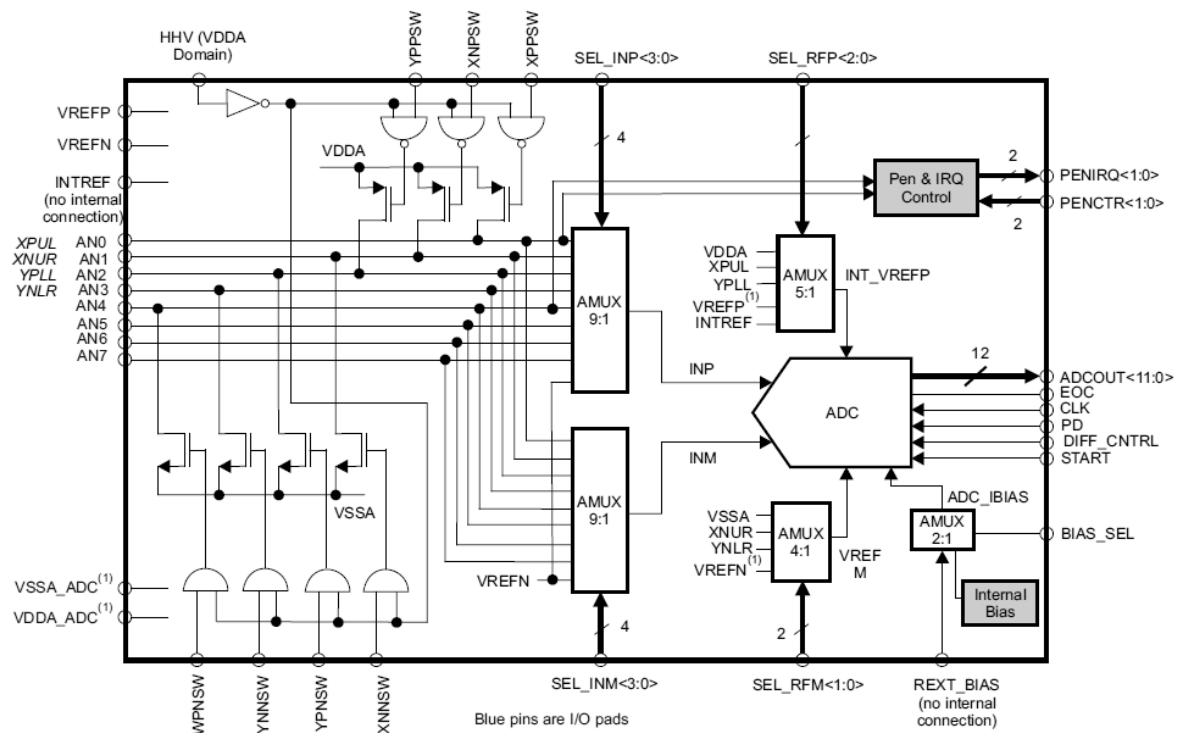 HHV (VDDA
Domain)
YPPSW
XNPSW
XPPSW
SEL_INP<3:0>
SEL_RFP<2:0>
VREFP
VREFN
INTREF
(no internal
connection)
VDDA
4
Pen & IRQ
Control
2
PENIRQ<1:0>
PENCTR<1:0>
2
XPUL AN0
XNUR AN1
YPLL AN2
YNLR AN3
AN4
AN5
AN6
AN7
AMUX
9:1
VDDA
XPUL
YPLL
VREFP(1)
INTREF
AMUX
5:1
INT_VREFP
INP
ADC
12
ADCOUT<11:0>
EOC
CLK
PD
DIFF_CNTRL
START
AMUX
9:1
INM
VSSA
VREFN
VSSA
XNUR
YNLR
VREFN(1)
AMUX
4:1
VREF
M
ADC_IBIAS
AMUX
2:1
BIAS_SEL
Internal
Bias
VSSA_ADC(1)
VDDA_ADC(1)
4
2
WPNSW
YNNSW
YPNSW
XNNSW
SEL_INM<3:0>
SEL_RFM<1:0>
REXT_BIAS
(no internal
connection)
Blue pins are I/O pads